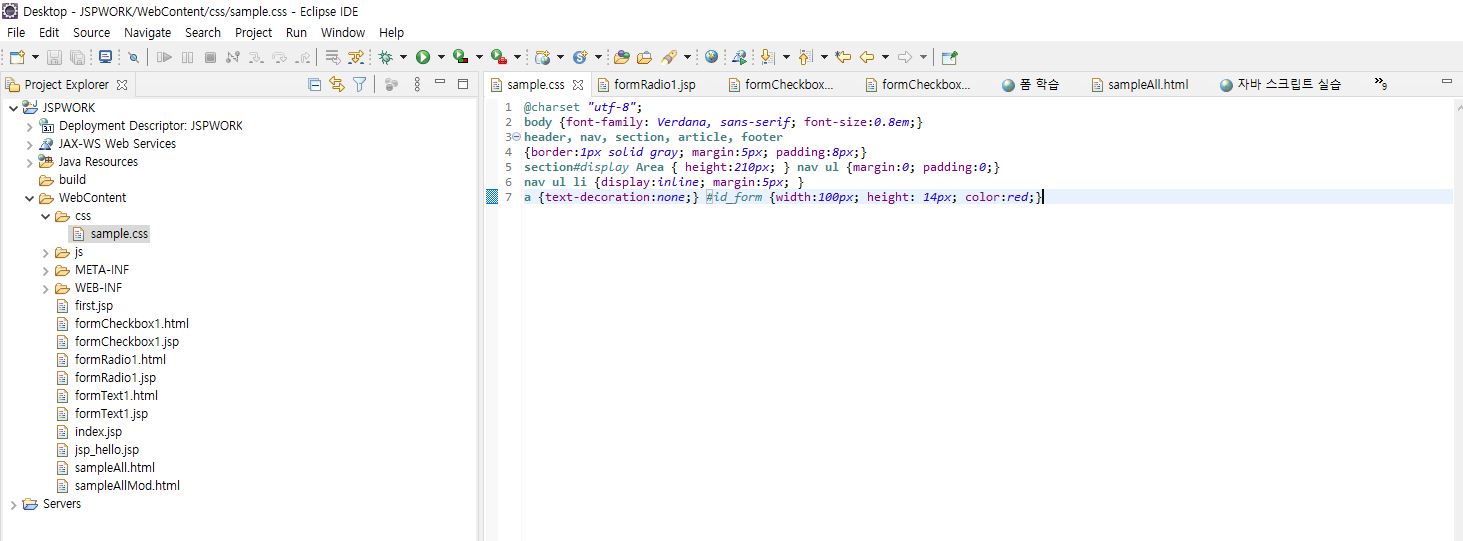 Desktop - JSPWORK/WebContent/css/sample.css - Eclipse IDE
File Edit Source Navigate Search Project Run Window Help
Project Explorer
JSPWORK
3.1 Deployment Descriptor: JSPWORK
JAX-WS Web Services
Java Resources
build
WebContent
css
sample.css
js
META-INF
WEB-INF
first.jsp
formCheckbox1.html
formCheckbox1.jsp
formRadio1.html
formRadio1.jsp
formText1.html
formText1.jsp
index.jsp
jsp_hello.jsp
sampleAll.html
sampleAllMod.html
Servers
sample.css formRadio1.jsp formCheckbox... formCheckbox... 폼 학습 sampleAll.html 자바 스크립트 실습 »9
1 @charset "utf-8";
2 body {font-family: Verdana, sans-serif; font-size:0.8em;}
3 header, nav, section, article, footer
4 {border:1px solid gray; margin:5px; padding:8px;}
5 section#display Area { height:210px; } nav ul {margin:0; padding:0;}
6 nav ul li {display:inline; margin:5px; }
7 a {text-decoration:none;} #id_form {width:100px; height: 14px; color:red;}